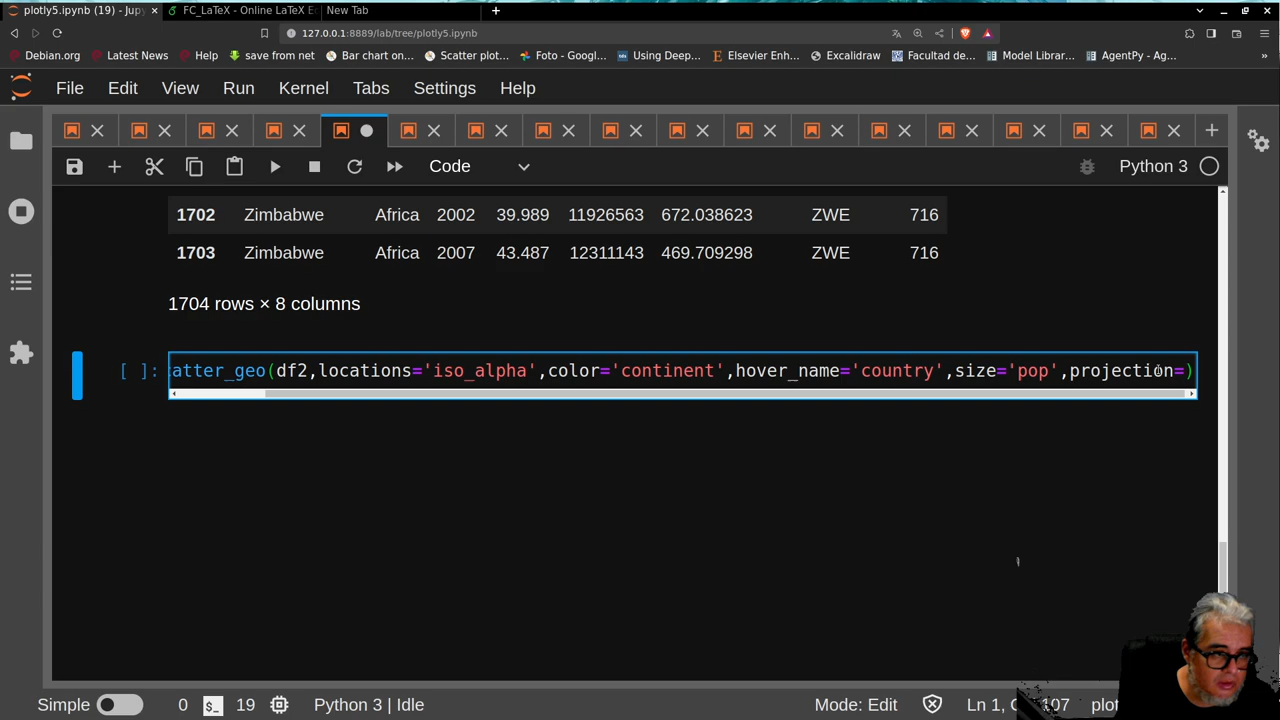 plotly5.ipynb (19) - Jupy
FC_LaTeX - Online LaTeX E
New Tab
127.0.0.1:8889/lab/tree/plotly5.ipynb
Debian.org
Latest News
Help
save from net
Bar chart on...
Scatter plot...
Foto - Googl...
Using Deep...
Elsevier Enh...
Excalidraw
Facultad de...
Model Librar...
AgentPy - Ag...
File Edit View Run Kernel Tabs Settings Help
Code
Python 3
1702 Zimbabwe Africa 2002 39.989 11926563 672.038623 ZWE 716
1703 Zimbabwe Africa 2007 43.487 12311143 469.709298 ZWE 716
1704 rows × 8 columns
[ ]: catter_geo(df2,locations='iso_alpha',color='continent',hover_name='country',size='pop',projection=)
Simple 0 $_ 19 Python 3 | Idle Mode: Edit Ln 1, C 107 plot